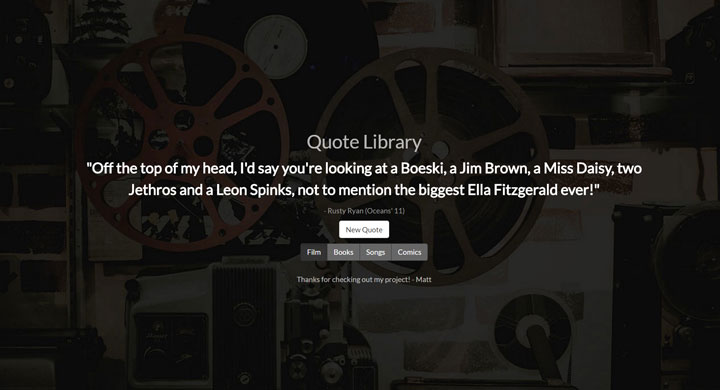 Quote Library
"Off the top of my head, I'd say you're looking at a Boeski, a Jim Brown, a Miss Daisy, two
Jethros and a Leon Spinks, not to mention the biggest Ella Fitzgerald ever!"
- Rusty Ryan (Oceans' 11)
New Quote
Film Books Songs Comics
Thanks for checking out my project! - Matt